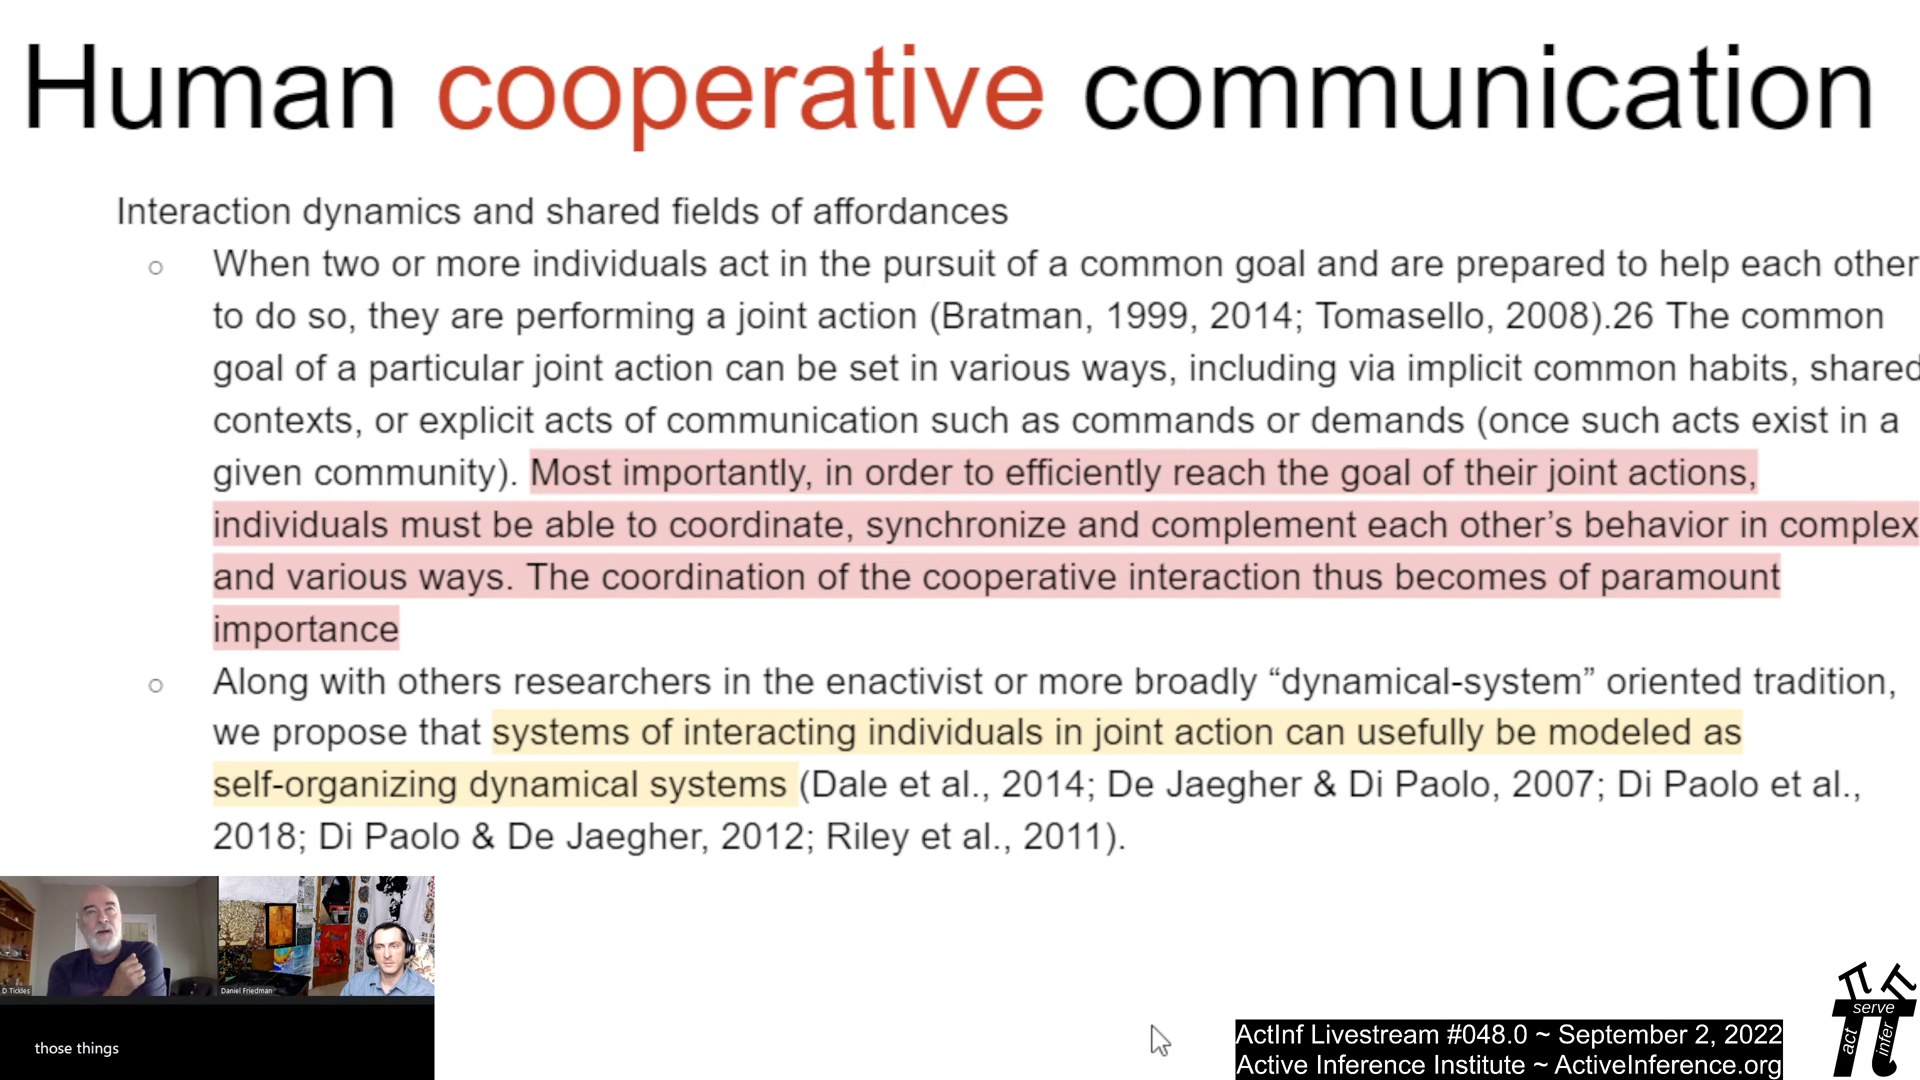 Human cooperative communication
Interaction dynamics and shared fields of affordances
○ When two or more individuals act in the pursuit of a common goal and are prepared to help each other
to do so, they are performing a joint action (Bratman, 1999, 2014; Tomasello, 2008).26 The common
goal of a particular joint action can be set in various ways, including via implicit common habits, shared
contexts, or explicit acts of communication such as commands or demands (once such acts exist in a
given community). Most importantly, in order to efficiently reach the goal of their joint actions,
individuals must be able to coordinate, synchronize and complement each other’s behavior in complex
and various ways. The coordination of the cooperative interaction thus becomes of paramount
importance
○ Along with others researchers in the enactivist or more broadly “dynamical-system” oriented tradition,
we propose that systems of interacting individuals in joint action can usefully be modeled as
self-organizing dynamical systems (Dale et al., 2014; De Jaegher & Di Paolo, 2007; Di Paolo et al.,
2018; Di Paolo & De Jaegher, 2012; Riley et al., 2011).
D Tickles
Daniel Friedman
those things
ActInf Livestream #048.0 ~ September 2, 2022
Active Inference Institute ~ ActiveInference.org
serve
act
infer